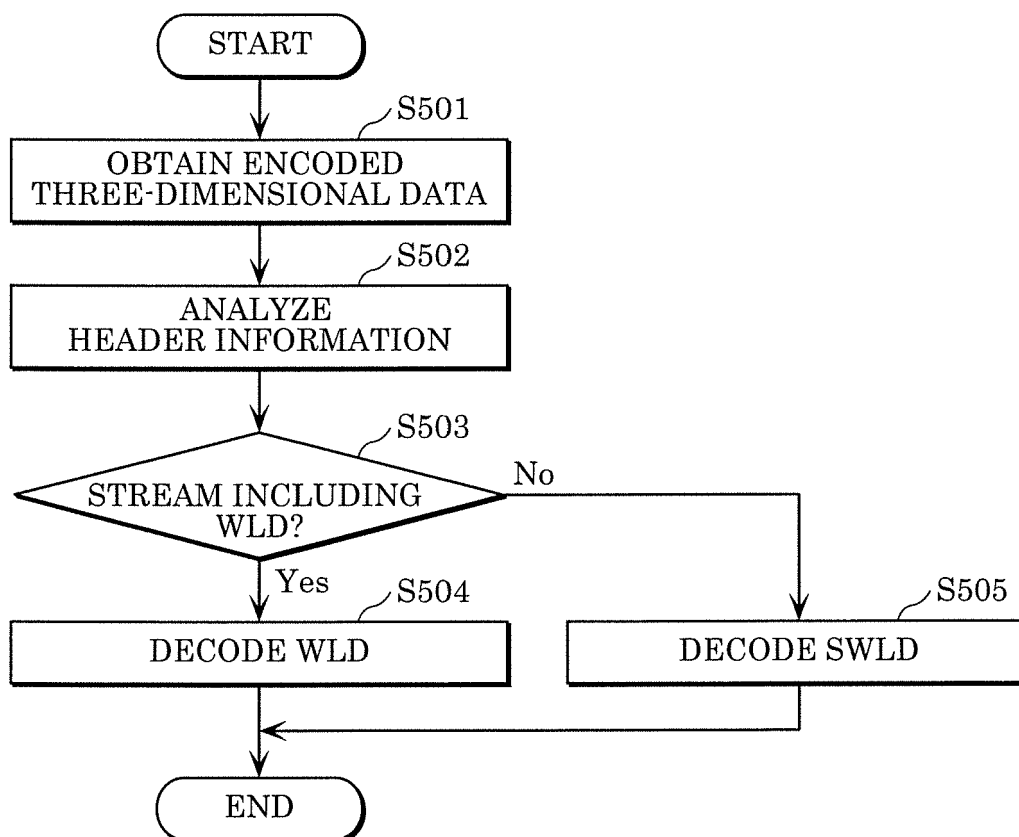 START
S501
OBTAIN ENCODED
THREE-DIMENSIONAL DATA
S502
ANALYZE
HEADER INFORMATION
S503
STREAM INCLUDING
WLD?
No
Yes
S504
DECODE WLD
S505
DECODE SWLD
END